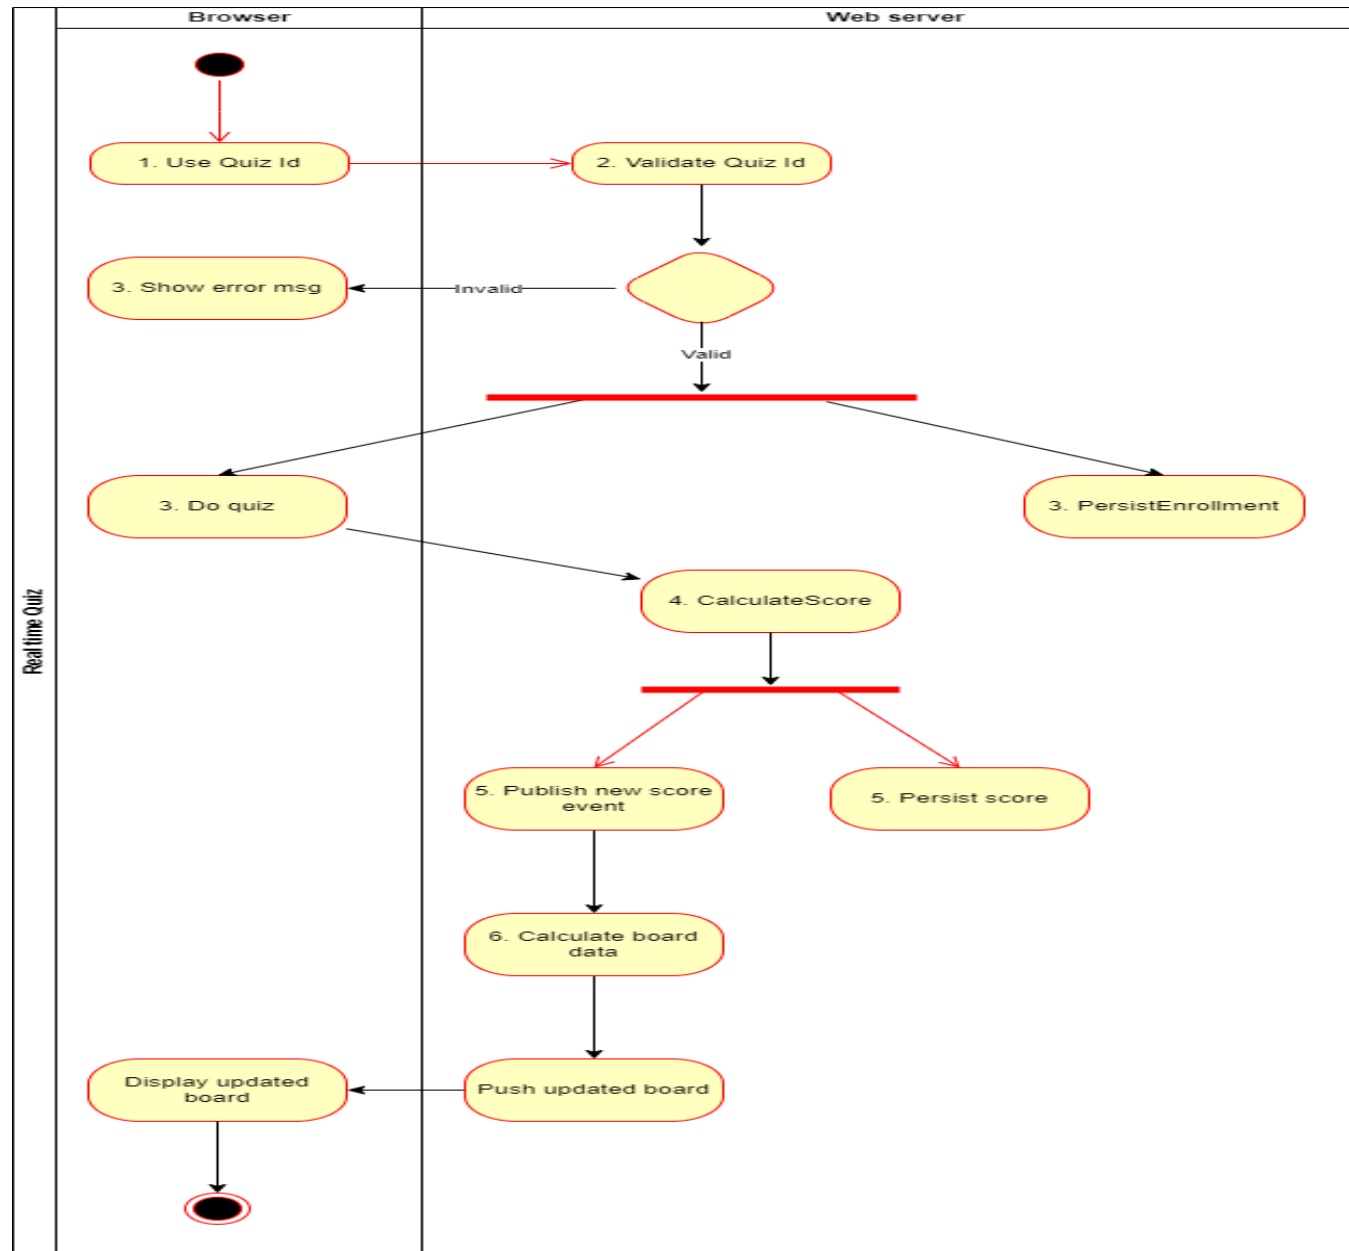 Browser
Web server
1. Use Quiz Id
2. Validate Quiz Id
3. Show error msg
Invalid
Valid
3. Do quiz
3. PersistEnrollment
4. CalculateScore
Real time Quiz
5. Publish new score
event
5. Persist score
6. Calculate board
data
Display updated
board
Push updated board